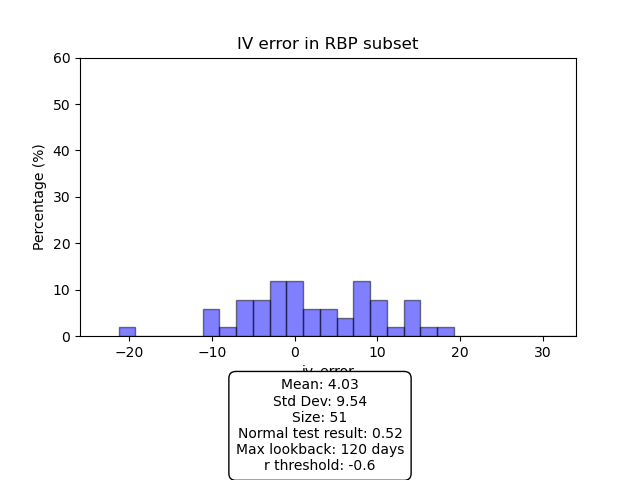 IV error in RBP subset
60
50
40
30
20
10
0
Percentage (%)
−20
−10
0
10
20
30
iv_error
Mean: 4.03
Std Dev: 9.54
Size: 51
Normal test result: 0.52
Max lookback: 120 days
r threshold: -0.6